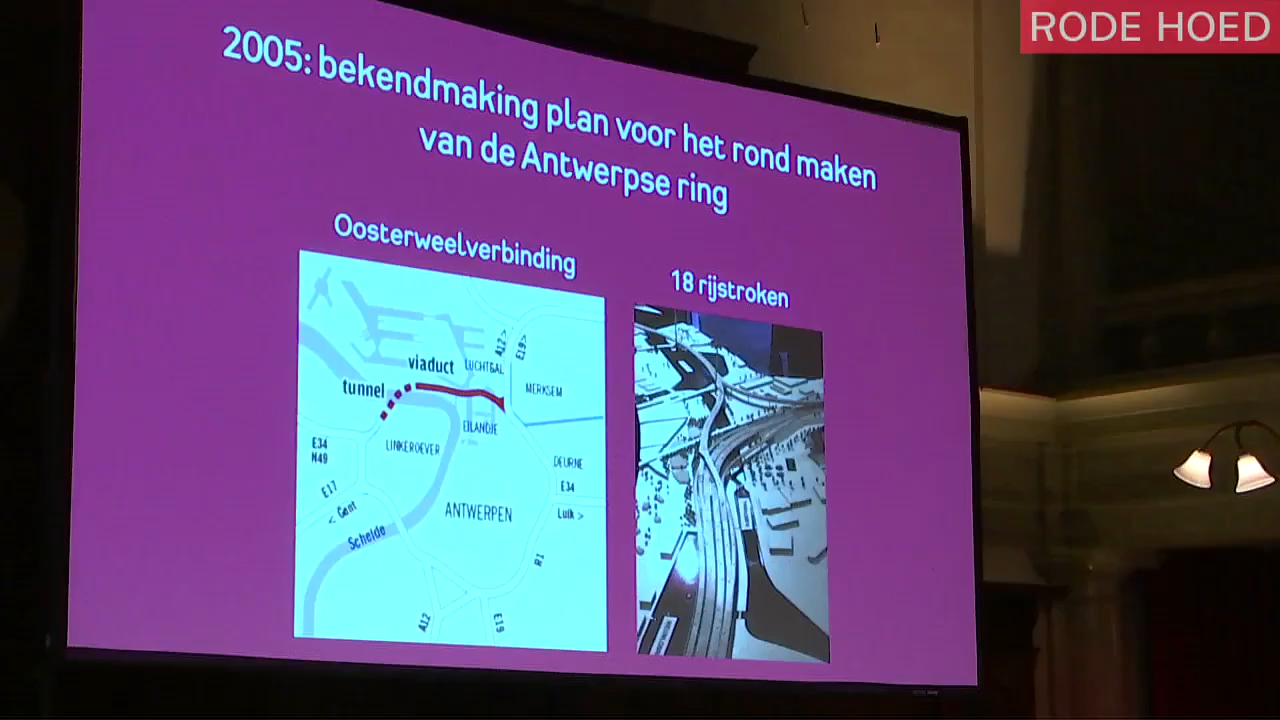 RODE HOED
2005: bekendmaking plan voor het rond maken
van de Antwerpse ring
Oosterweelverbinding
18 rijstroken
A12 >
E19 >
viaduct
LUCHTBAL
tunnel
MERKSEM
EILANDJE
E34
N49
LINKEROEVER
DEURNE
E17
E34
< Gent
ANTWERPEN
Luik >
Schelde
R1
A12
E19